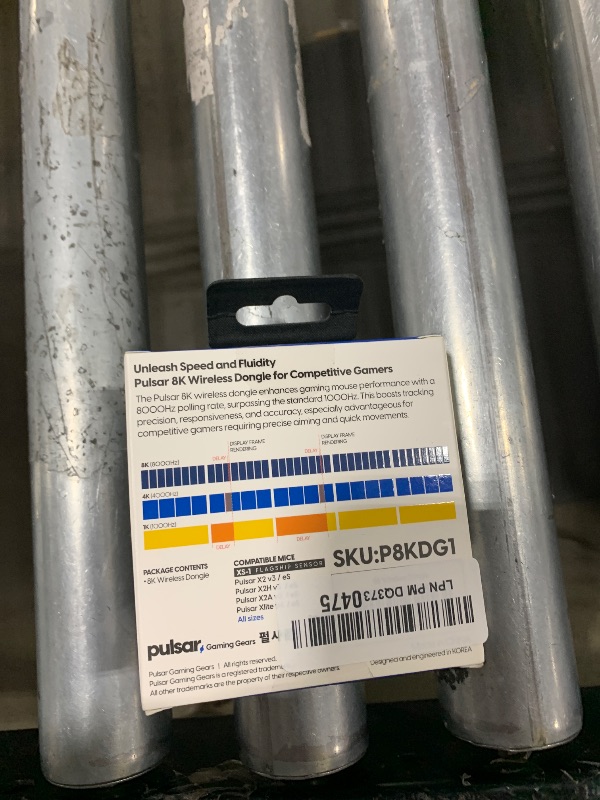 Unleash Speed and Fluidity
Pulsar 8K Wireless Dongle for Competitive Gamers
The Pulsar 8K wireless dongle enhances gaming mouse performance with a
8000Hz polling rate, surpassing the standard 1000Hz. This boosts tracking
precision, responsiveness, and accuracy, especially advantageous for
competitive gamers requiring precise aiming and quick movements.
DISPLAY FRAME
RENDERING
DISPLAY FRAME
RENDERING
DELAY
DELAY
8K (8000Hz)
4K (4000Hz)
1K (1000Hz)
DELAY
DELAY
PACKAGE CONTENTS
• 8K Wireless Dongle
COMPATIBLE MICE
XS-1 FLAGSHIP SENSOR
Pulsar X2 v3 / eS
Pulsar X2H
Pulsar X2A
Pulsar Xlite
All sizes
SKU:P8KDG1
LPN PM DQ3730475
pulsar Gaming Gears 펄사
Pulsar Gaming Gears | All rights reserved.
Pulsar Gaming Gears is a registered
All other trademarks are the property of their respective owners.
Designed and engineered in KOREA